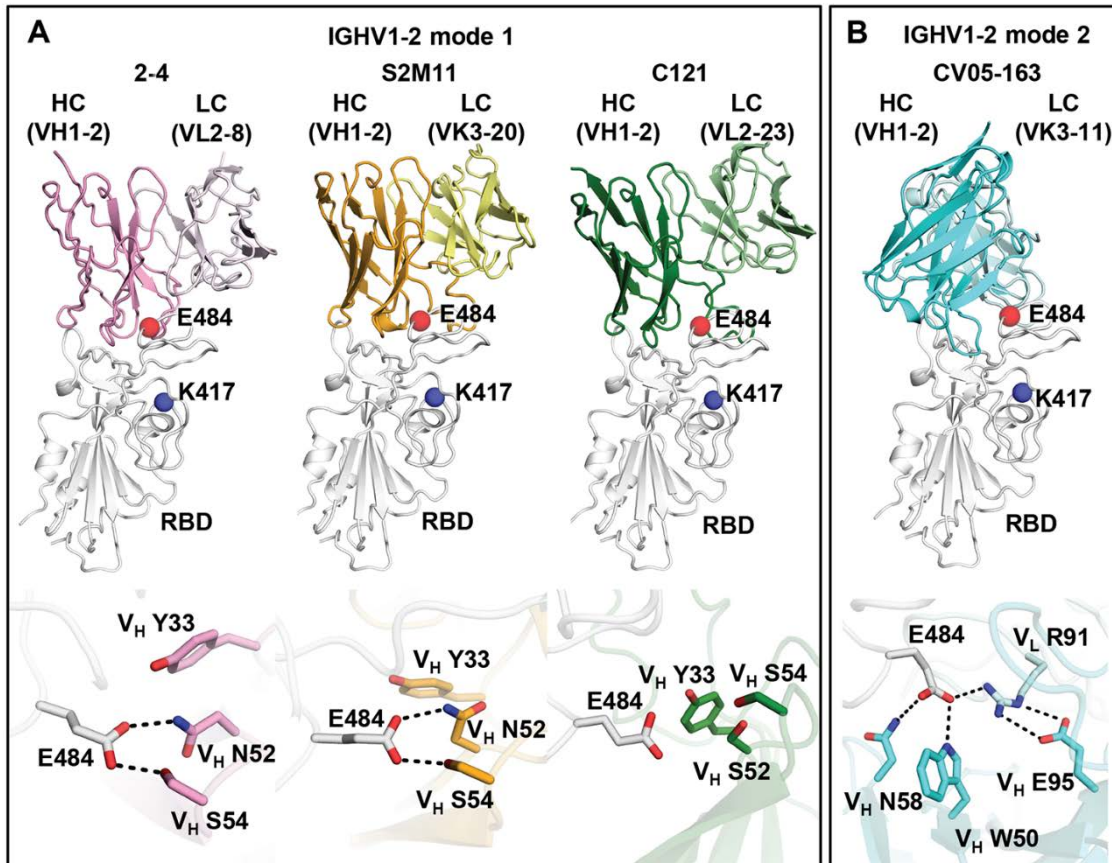 A
IGHV1-2 mode 1
2-4
S2M11
C121
HC
LC
HC
LC
HC
LC
(VH1-2)
(VL2-8)
(VH1-2)
(VK3-20)
(VH1-2)
(VL2-23)
E484
E484
E484
K417
K417
K417
RBD
RBD
RBD
VH Y33
E484
VH N52
VH S54
VH Y33
E484
VH N52
VH S54
E484
VH Y33
VH S54
VH S52
B
IGHV1-2 mode 2
CV05-163
HC
LC
(VH1-2)
(VK3-11)
E484
K417
RBD
E484
VL R91
VH E95
VH N58
VH W50